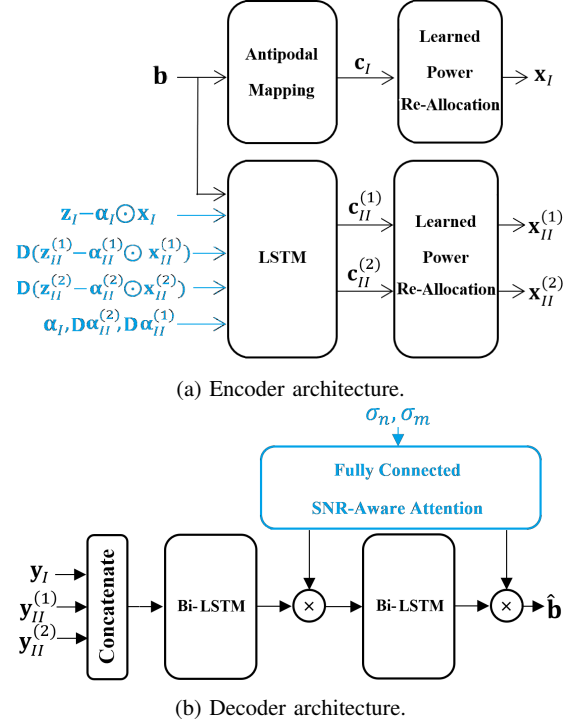 b
Antipodal
Mapping
c_I
Learned
Power
Re-Allocation
x_I
z_I − α_I ⊙ x_I
D(z_II^(1) − α_II^(1) ⊙ x_II^(1))
D(z_II^(2) − α_II^(2) ⊙ x_II^(2))
α_I, Dα_II^(2), Dα_II^(1)
LSTM
c_II^(1)
c_II^(2)
Learned
Power
Re-Allocation
x_II^(1)
x_II^(2)
(a) Encoder architecture.
σ_n, σ_m
Fully Connected
SNR-Aware Attention
y_I
y_II^(1)
y_II^(2)
Concatenate
Bi-LSTM
×
Bi-LSTM
×
b̂
(b) Decoder architecture.